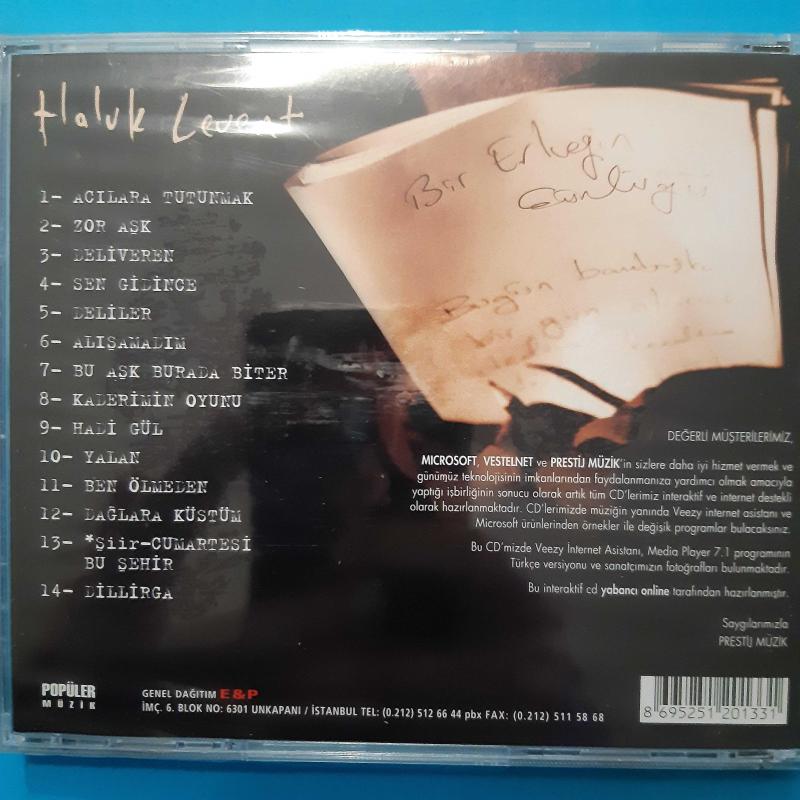 Haluk Levent
Bir Erkeğin
Günlüğü
Bugün
bir gün
1- ACILARA TUTUNMAK
2- ZOR AŞK
3- DELİVEREN
4- SEN GİDİNCE
5- DELİLER
6- ALIŞAMADIM
7- BU AŞK BURADA BİTER
8- KADERİMİN OYUNU
9- HADİ GÜL
10- YALAN
11- BEN ÖLMEDEN
12- DAĞLARA KÜSTÜM
13- *Şiir-CUMARTESİ
BU ŞEHİR
14- DİLLİRGA
DEĞERLİ MÜŞTERİLERİMİZ,
MICROSOFT, VESTELNET ve PRESTİJ MÜZİK'in sizlere daha iyi hizmet vermek ve
günümüz teknolojisinin imkanlarından faydalanmanıza yardımcı olmak amacıyla
yaptığı işbirliğinin sonucu olarak artık tüm CD'lerimiz interaktif ve internet destekli
olarak hazırlanmaktadır. CD'lerimizde müziğin yanında Veezy internet asistanı ve
Microsoft ürünlerinden örnekler ile değişik programlar bulacaksınız.
Bu CD'mizde Veezy İnternet Asistanı, Media Player 7.1 programının
Türkçe versiyonu ve sanatçımızın fotoğrafları bulunmaktadır.
Bu interaktif cd yabancı online tarafından hazırlanmıştır.
Saygılarımızla
PRESTİJ MÜZİK
POPÜLER
MÜZİK
GENEL DAĞITIM E&P
İMÇ. 6. BLOK NO: 6301 UNKAPANI / İSTANBUL TEL: (0.212) 512 66 44 pbx FAX: (0.212) 511 58 68
8 695251 201331